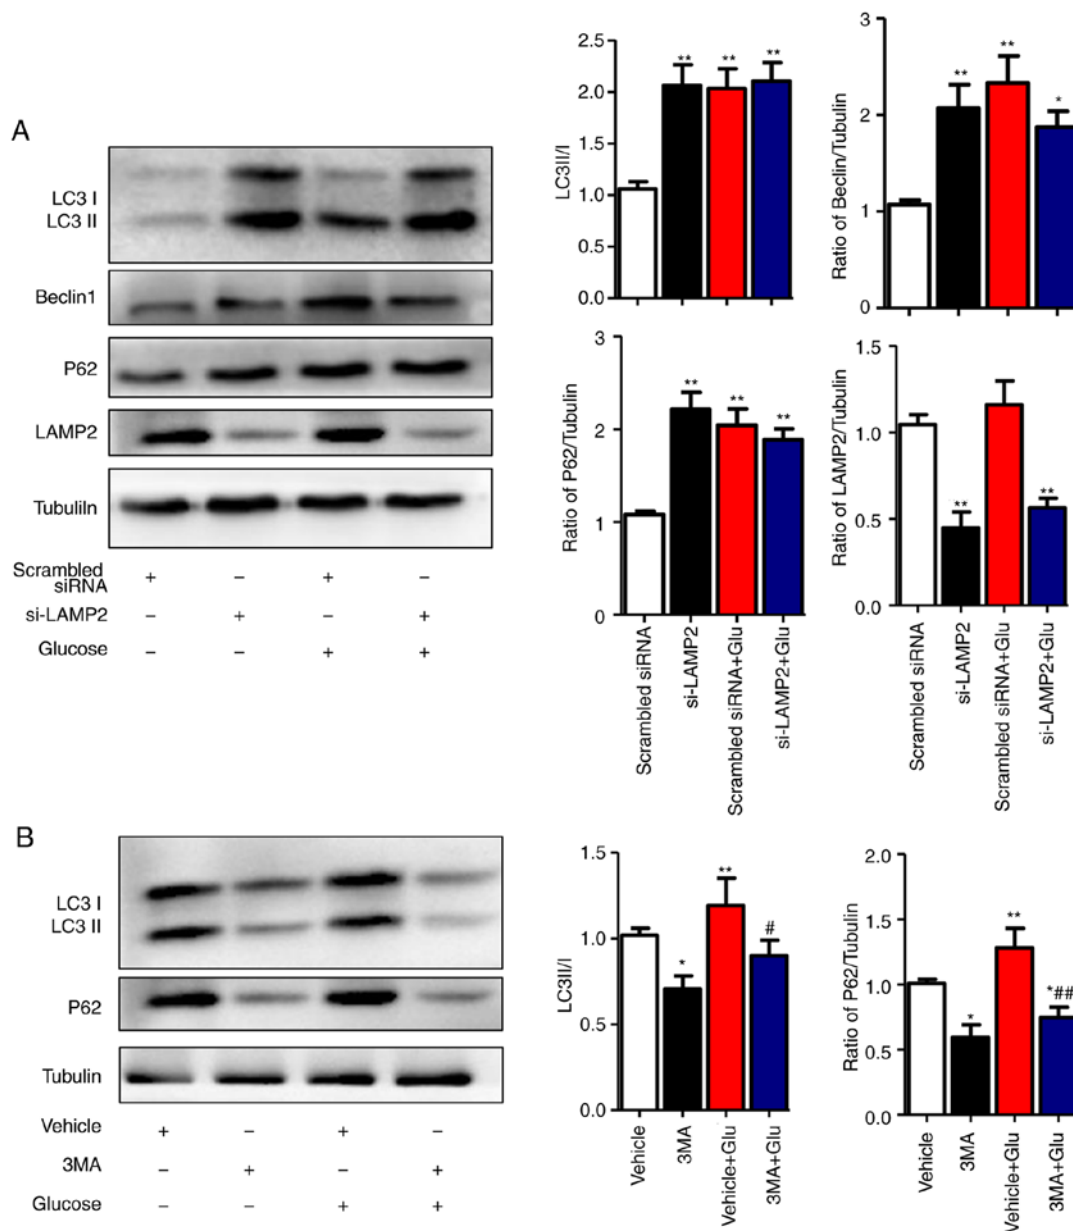 A
LC3 I
LC3 II
Beclin1
P62
LAMP2
Tubuliln
Scrambled
siRNA
+ – + –
si-LAMP2 – + – +
Glucose – – + +
LC3II/I
2.5
2.0
1.5
1.0
0.5
0.0
** ** **
Ratio of Beclin/Tubulin
3
2
1
0
** ** *
Ratio of P62/Tubulin
3
2
1
0
** ** **
Scrambled siRNA
si-LAMP2
Scrambled siRNA+Glu
si-LAMP2+Glu
Ratio of LAMP2/Tubulin
1.5
1.0
0.5
0.0
** **
Scrambled siRNA
si-LAMP2
Scrambled siRNA+Glu
si-LAMP2+Glu
B
LC3 I
LC3 II
P62
Tubulin
Vehicle + – + –
3MA – + – +
Glucose – – + +
LC3II/I
1.5
1.0
0.5
0.0
* ** #
Vehicle
3MA
Vehicle+Glu
3MA+Glu
Ratio of P62/Tubulin
2.0
1.5
1.0
0.5
0.0
* ** *##
Vehicle
3MA
Vehicle+Glu
3MA+Glu